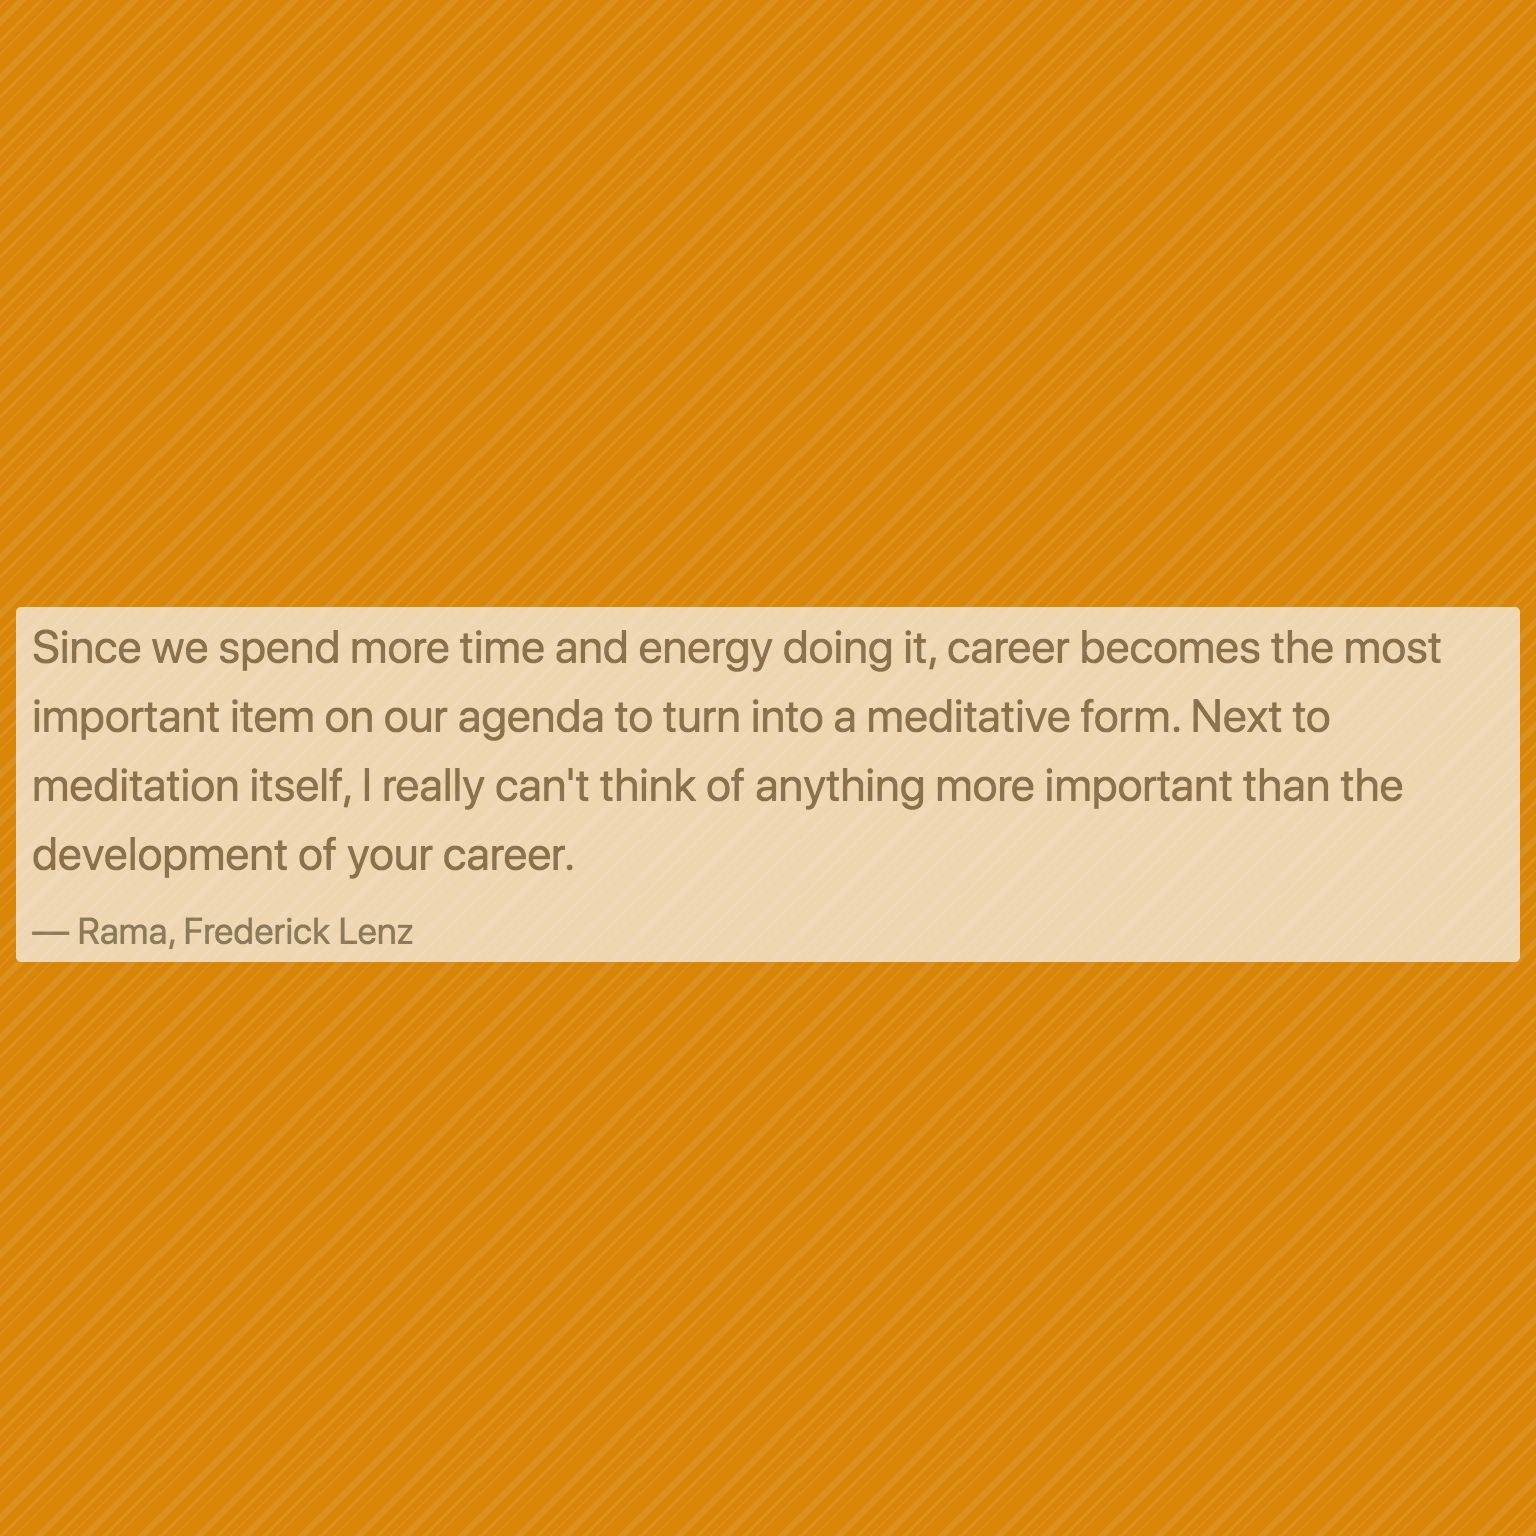 Since we spend more time and energy doing it, career becomes the most
important item on our agenda to turn into a meditative form. Next to
meditation itself, I really can't think of anything more important than the
development of your career.
— Rama, Frederick Lenz